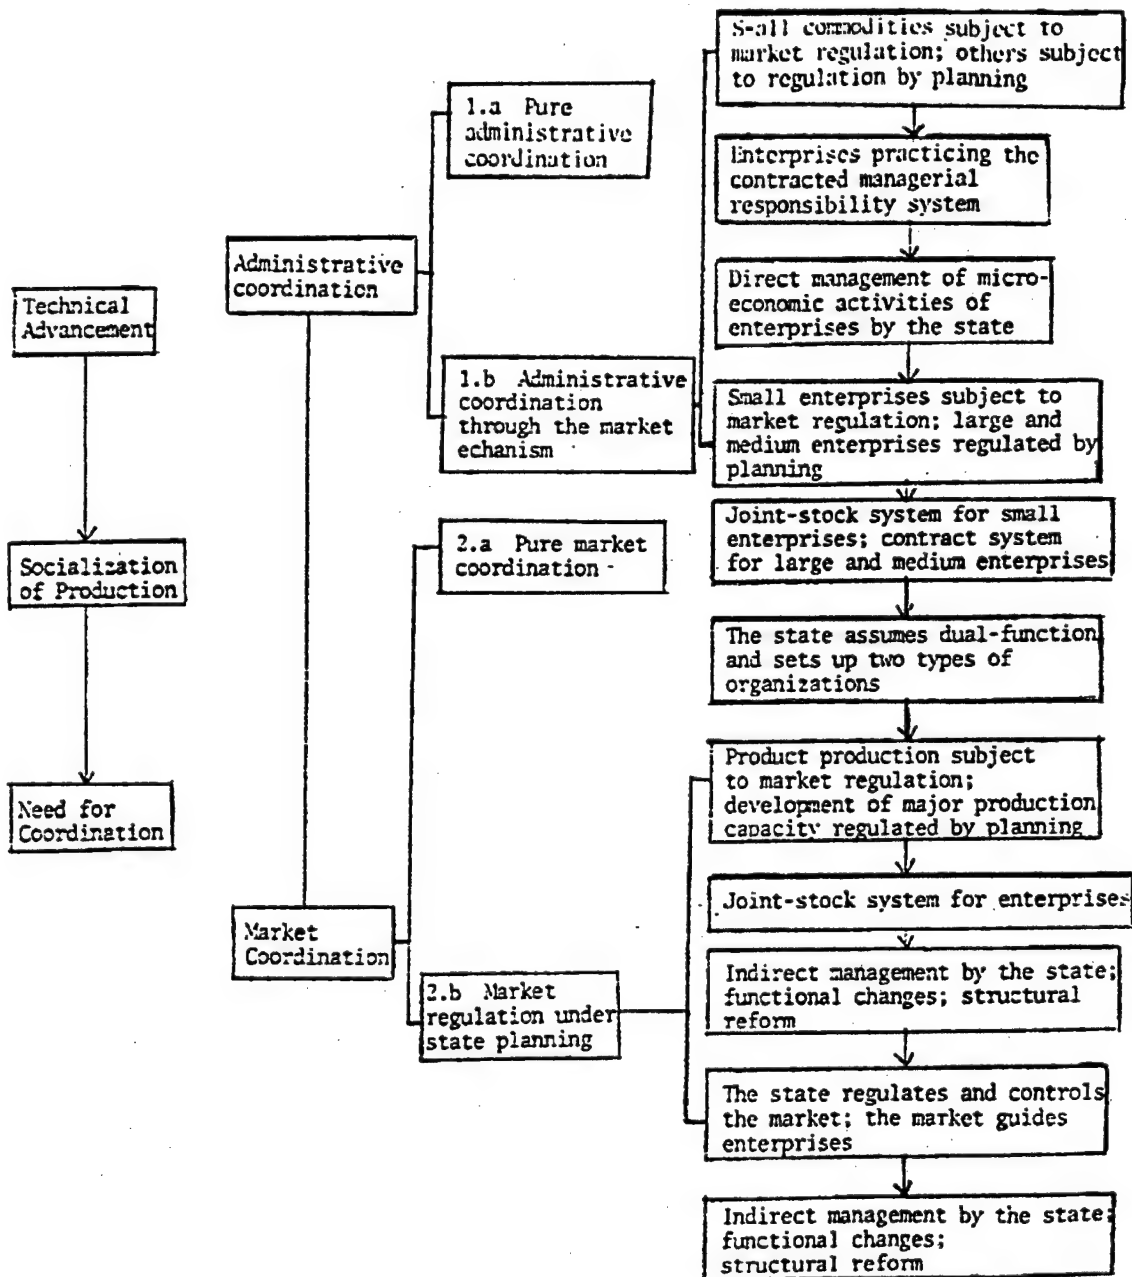 Technical
Advancement
Socialization
of Production
Need for
Coordination
Administrative
coordination
Market
Coordination
1.a Pure
administrative
coordination
1.b Administrative
coordination
through the market
echanism
2.a Pure market
coordination -
2.b Market
regulation under
state planning
S-all commodities subject to
market regulation; others subject
to regulation by planning
Enterprises practicing the
contracted managerial
responsibility system
Direct management of micro-
economic activities of
enterprises by the state
Small enterprises subject to
market regulation; large and
medium enterprises regulated by
planning
Joint-stock system for small
enterprises; contract system
for large and medium enterprises
The state assumes dual-function
and sets up two types of
organizations
Product production subject
to market regulation;
development of major production
capacity regulated by planning
Joint-stock system for enterprises
Indirect management by the state;
functional changes; structural
reform
The state regulates and controls
the market; the market guides
enterprises
Indirect management by the state;
functional changes;
structural reform